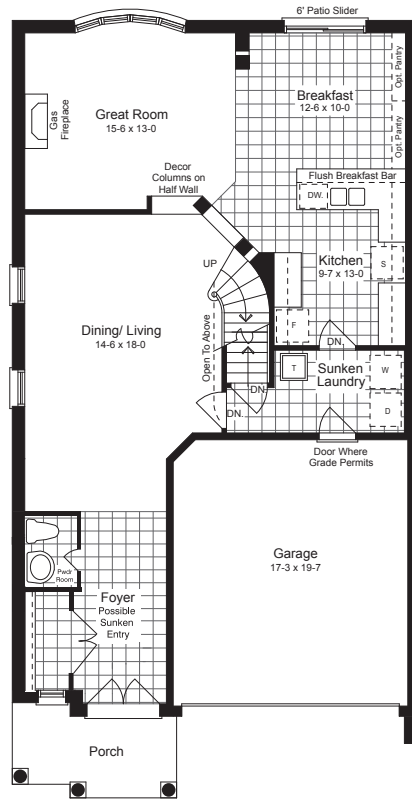 6' Patio Slider
Great Room
15-6 x 13-0
Gas
Fireplace
Breakfast
12-6 x 10-0
Opt. Pantry
Opt. Pantry
Decor
Columns on
Half Wall
Flush Breakfast Bar
DW.
Kitchen
9-7 x 13-0
S
F
UP
Dining/ Living
14-6 x 18-0
Open To Above
DN.
DN.
DN.
T
Sunken
Laundry
W
D
Door Where
Grade Permits
Garage
17-3 x 19-7
Pwdr
Room
Foyer
Possible
Sunken
Entry
Porch